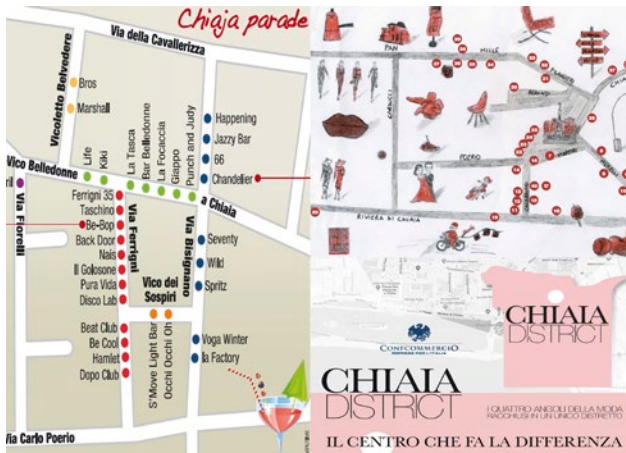 Chiaja parade
Via della Cavallerizza
Vicoletto Belvedere
Bros
Marshall
Vico Belledonne
a Chiaia
Life
Kiki
La Tasca
Bar Belledonne
La Focaccia
Giappo
Punch and Judy
Happening
Jazzy Bar
66
Chandelier
Via Fiorelli
Ferrigni 35
Taschino
Be-Bop
Back Door
Nais
Il Golosone
Pura Vida
Disco Lab
Beat Club
Be Cool
Hamlet
Dopo Club
Via Ferrigni
Via Bisignano
Seventy
Wild
Spritz
Vico dei
Sospiri
S'Move Light Bar
Occhi Occhi Oh
Voga Winter
la Factory
Via Carlo Poerio
MILLE
POERIO
RIVIERA DI CHIAIA
CHIAIA
DISTRICT
CONFCOMMERCIO
IMPRESE PER L'ITALIA
CHIAIA
DISTRICT
I QUATTRO ANGOLI DELLA MODA
RACCHIUSI IN UN UNICO DISTRETTO
IL CENTRO CHE FA LA DIFFERENZA